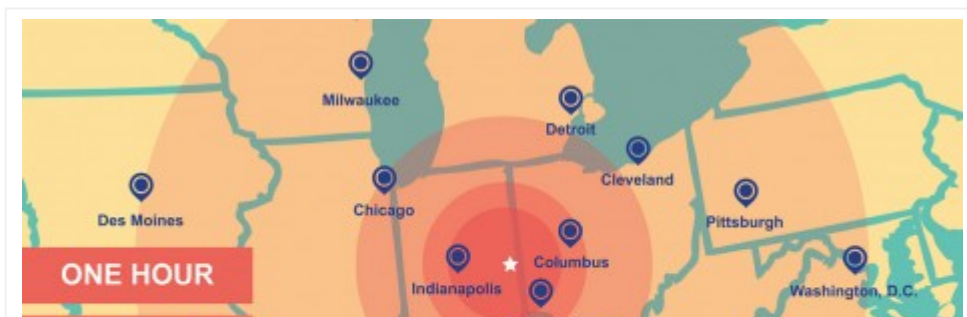 Milwaukee
Detroit
Cleveland
Chicago
Des Moines
Pittsburgh
ONE HOUR
Columbus
Indianapolis
Washington, D.C.